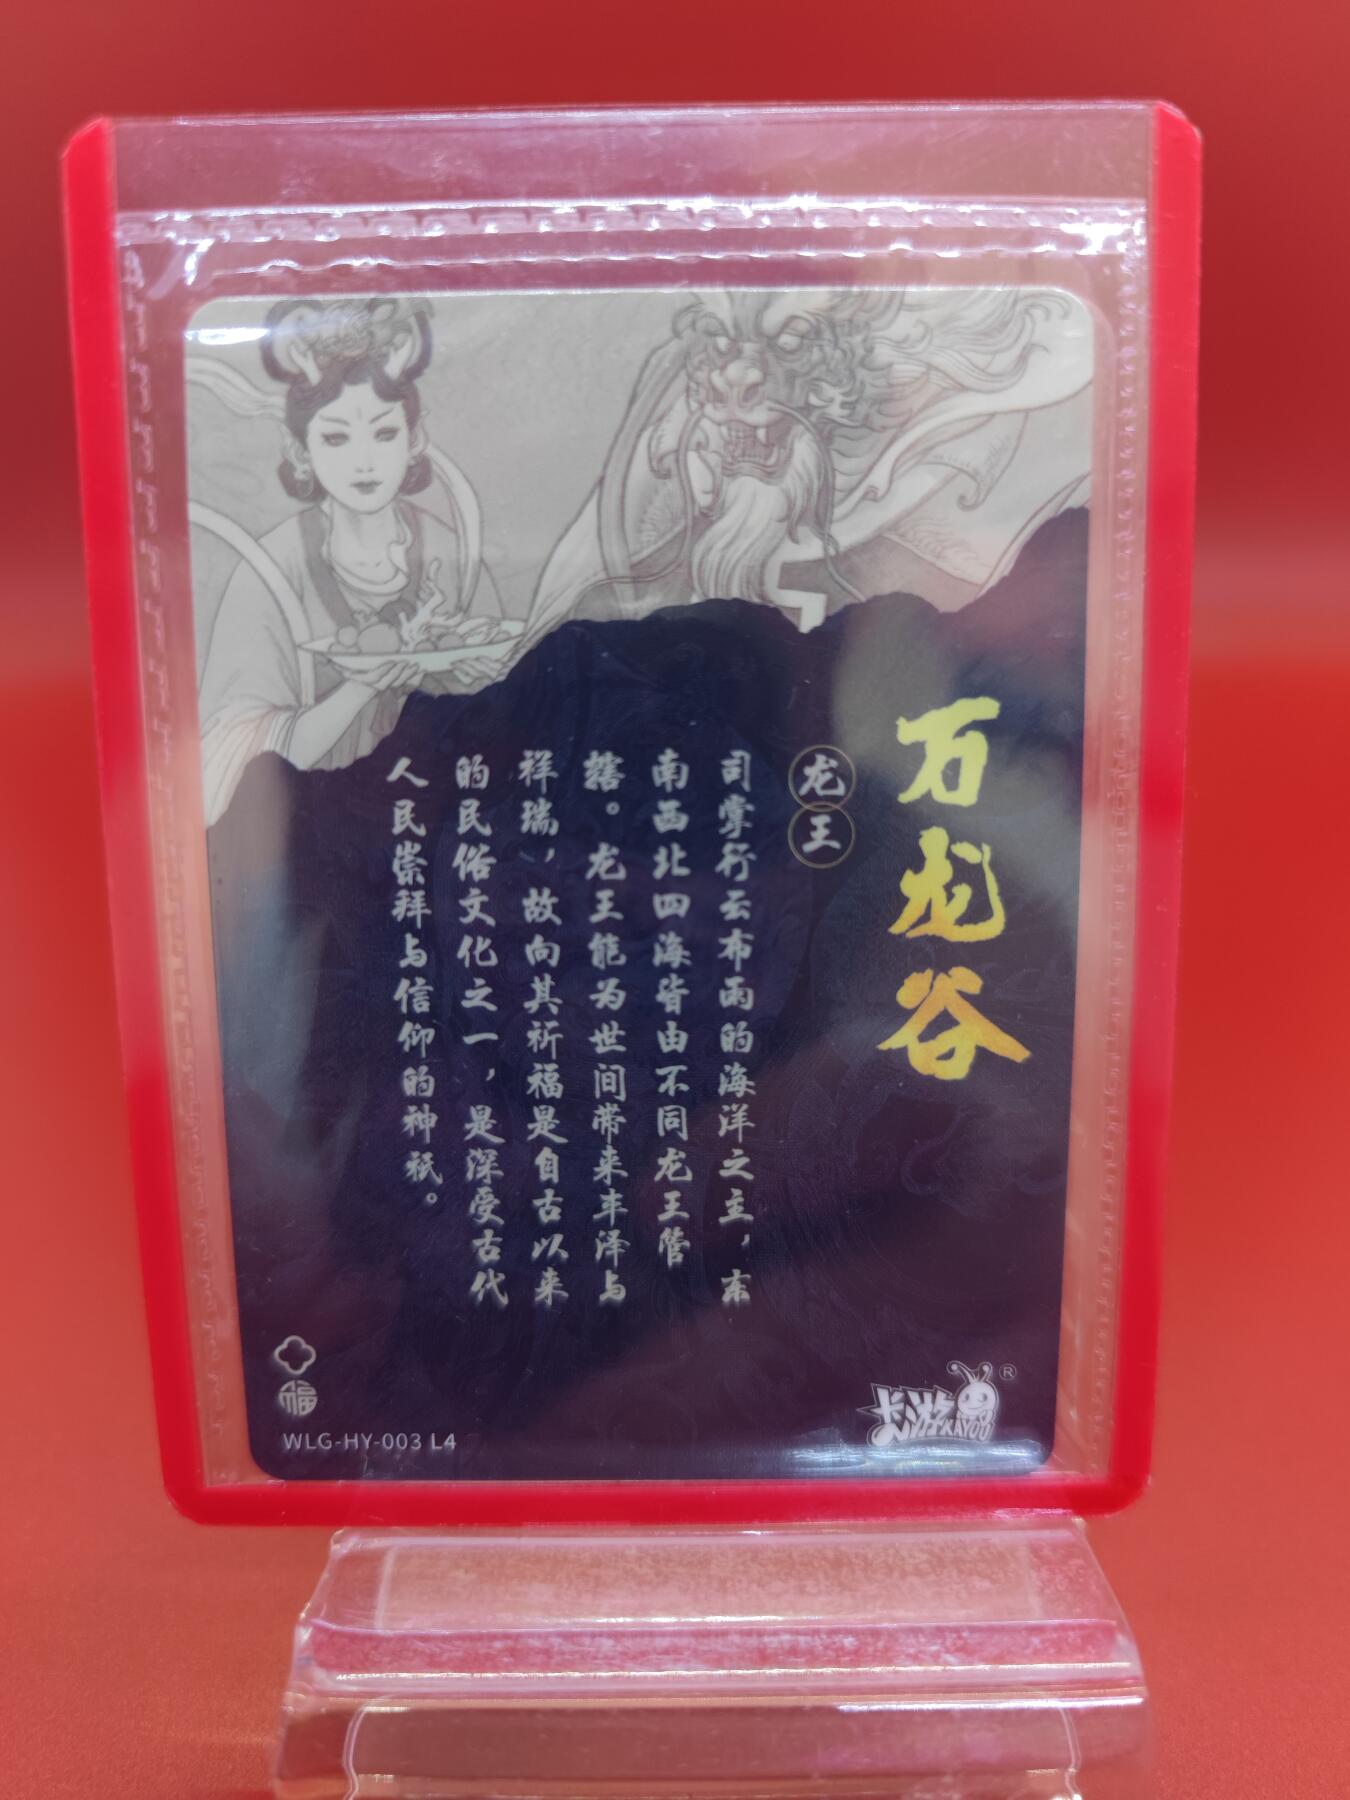 万龙谷
龙王
司掌行云布雨的海洋之主，东
南西北四海皆由不同龙王管
辖。龙王能为世间带来丰泽与
祥瑞，故向其祈福是自古以来
的民俗文化之一，是深受古代
人民崇拜与信仰的神祇。
福
WLG-HY-003 L4
卡游 KAYOU ®